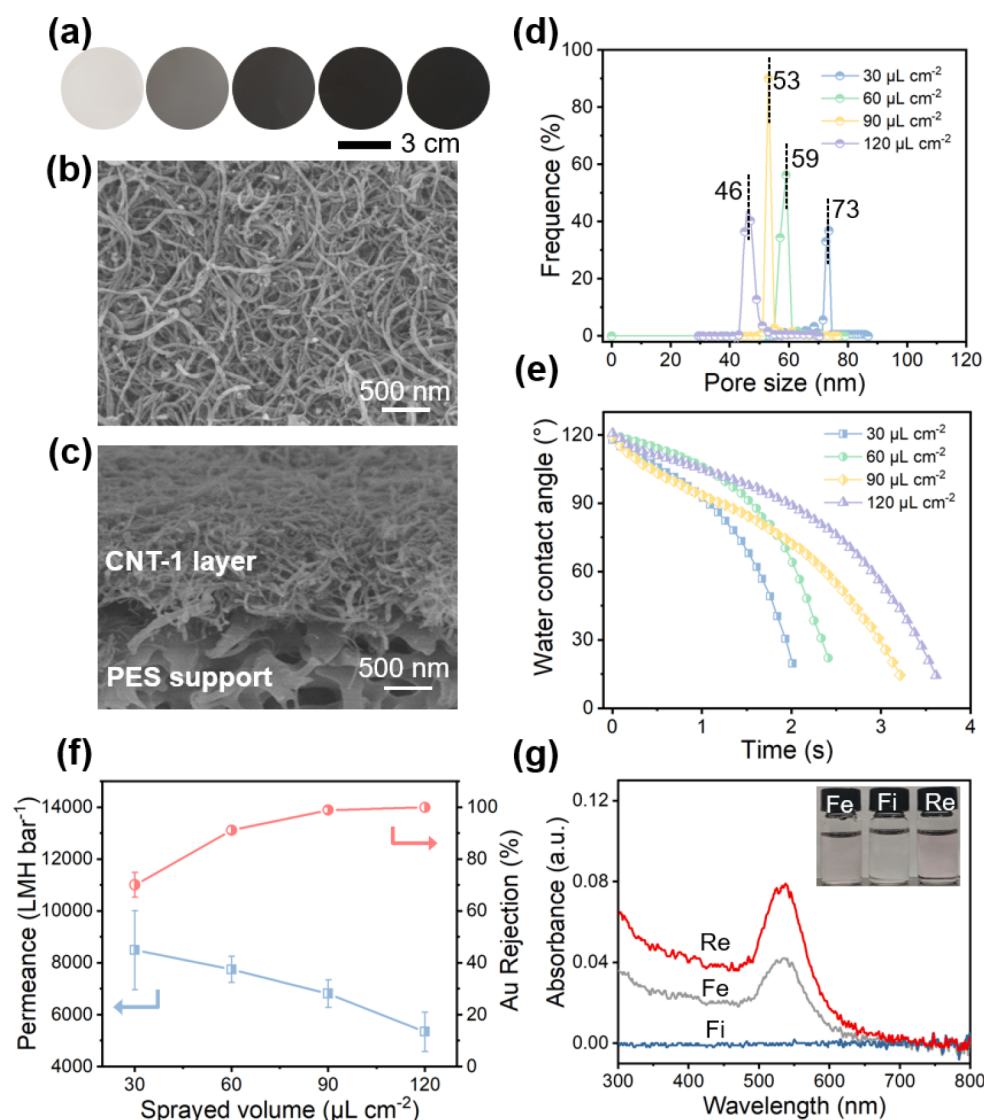 (a)
3 cm
(b)
500 nm
(c)
CNT-1 layer
PES support
500 nm
(d)
Frequence (%)
100
80
60
40
20
0
53
59
46
73
30 µL cm-2
60 µL cm-2
90 µL cm-2
120 µL cm-2
0 20 40 60 80 100 120
Pore size (nm)
(e)
Water contact angle (°)
120
90
60
30
0
30 µL cm-2
60 µL cm-2
90 µL cm-2
120 µL cm-2
0 1 2 3 4
Time (s)
(f)
Permeance (LMH bar-1)
14000
12000
10000
8000
6000
4000
100
80
60
40
20
0
Au Rejection (%)
30 60 90 120
Sprayed volume (µL cm-2)
(g)
Absorbance (a.u.)
0.12
0.08
0.04
0.00
Fe Fi Re
Re
Fe
Fi
300 400 500 600 700 800
Wavelength (nm)